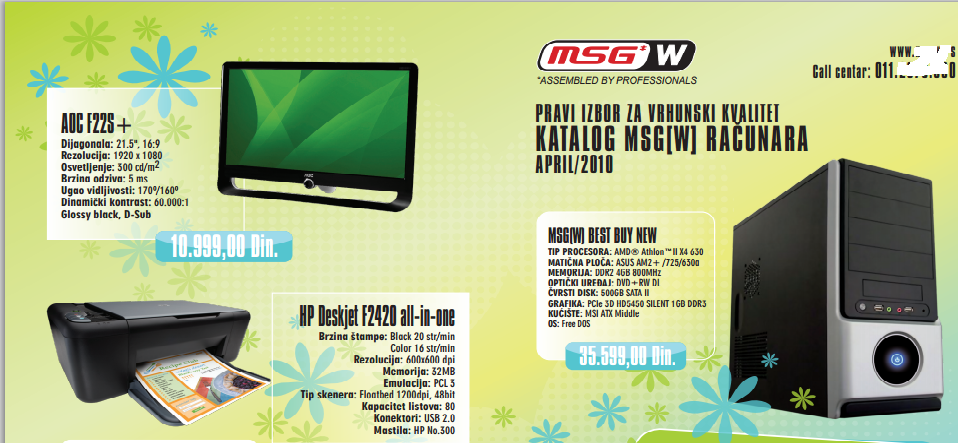 MSG*W
*ASSEMBLED BY PROFESSIONALS
Call centar: 011.
PRAVI IZBOR ZA VRHUNSKI KVALITET
KATALOG MSG[W] RAČUNARA
APRIL/2010
AOC F22S+
Dijagonala: 21.5", 16:9
Rezolucija: 1920 x 1080
Osvetljenje: 300 cd/m2
Brzina odziva: 5 ms
Ugao vidljivosti: 170º/160º
Dinamički kontrast: 60.000:1
Glossy black, D-Sub
10.999,00 Din.
HP Deskjet F2420 all-in-one
Brzina štampe: Black 20 str/min
Color 16 str/min
Rezolucija: 600x600 dpi
Memorija: 32MB
Emulacija: PCL 3
Tip skenera: Flootbed 1200dpi, 48bit
Kapacitet listova: 80
Konektori: USB 2.0
Mastila: HP No.300
MSG[W] BEST BUY NEW
TIP PROCESORA: AMD® Athlon™II X4 630
MATIČNA PLOČA: ASUS AM2+ /725/630a
MEMORIJA: DDR2 4GB 800MHz
OPTIČKI UREĐAJ: DVD+RW DL
ČVRSTI DISK: 500GB SATA II
GRAFIKA: PCIe 3D HD5450 SILENT 1GB DDR3
KUĆIŠTE: MSI ATX Middle
OS: Free DOS
35.599,00 Din.